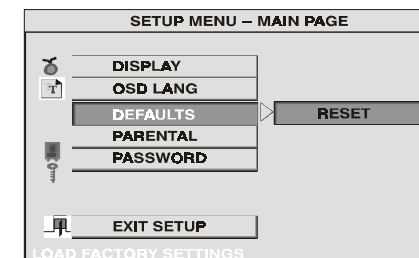 SETUP MENU – MAIN PAGE
DISPLAY
T
OSD LANG
DEFAULTS
RESET
PARENTAL
PASSWORD
EXIT SETUP
LOAD FACTORY SETTINGS